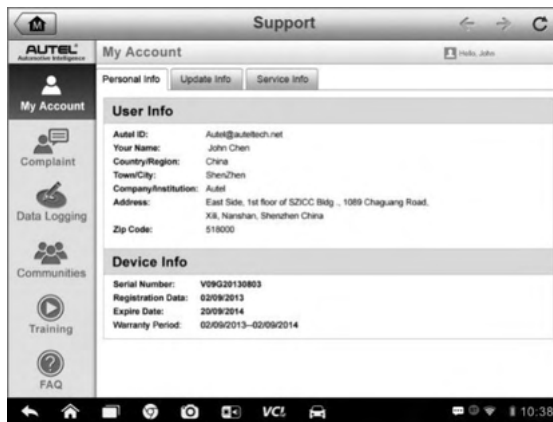 M
Support
AUTEL
Automotive Intelligence
My Account
Hello, John
Personal Info
Update Info
Service Info
My Account
Complaint
Data Logging
Communities
Training
FAQ
User Info
Autel ID: Autel@auteltech.net
Your Name: John Chen
Country/Region: China
Town/City: ShenZhen
Company/Institution: Autel
Address: East Side, 1st floor of SZICC Bldg ., 1089 Chaguang Road,
Xili, Nanshan, Shenzhen China
Zip Code: 518000
Device Info
Serial Number: V09G20130803
Registration Data: 02/09/2013
Expire Date: 20/09/2014
Warranty Period: 02/09/2013--02/09/2014
VCI
10:38